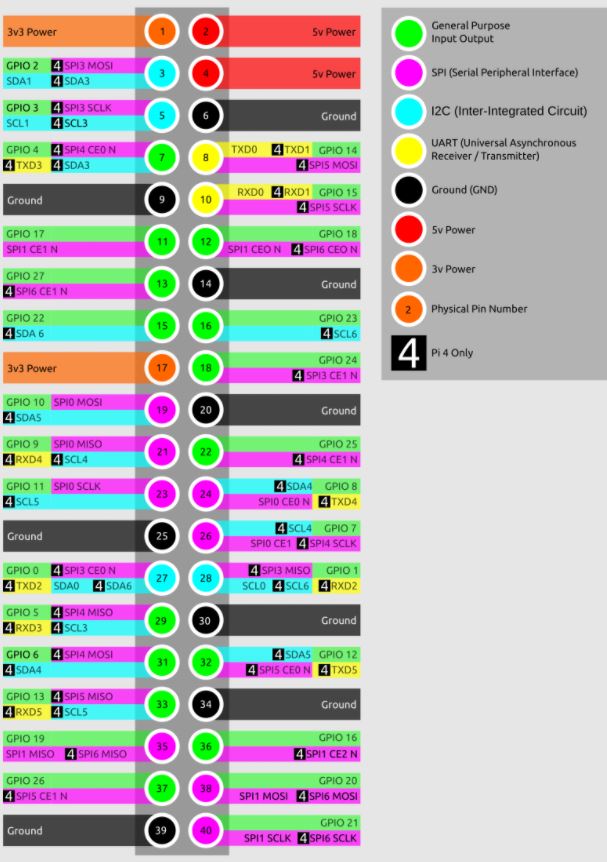 3v3 Power 1 2 5v Power
GPIO 2 4 SPI3 MOSI 3 4 5v Power
SDA1 4 SDA3
GPIO 3 4 SPI3 SCLK 5 6 Ground
SCL1 4 SCL3
GPIO 4 4 SPI4 CE0 N 7 8 TXD0 4 TXD1 GPIO 14
4 TXD3 4 SDA3 4 SPI5 MOSI
Ground 9 10 RXD0 4 RXD1 GPIO 15
4 SPI5 SCLK
GPIO 17 11 12 GPIO 18
SPI1 CE1 N SPI1 CEO N 4 SPI6 CEO N
GPIO 27 13 14 Ground
4 SPI6 CE1 N
GPIO 22 15 16 GPIO 23
4 SDA 6 4 SCL6
3v3 Power 17 18 GPIO 24
4 SPI3 CE1 N
GPIO 10 SPI0 MOSI 19 20 Ground
4 SDA5
GPIO 9 SPI0 MISO 21 22 GPIO 25
4 RXD4 4 SCL4 4 SPI4 CE1 N
GPIO 11 SPI0 SCLK 23 24 4 SDA4 GPIO 8
4 SCL5 SPI0 CE0 N 4 TXD4
Ground 25 26 4 SCL4 GPIO 7
SPI0 CE1 4 SPI4 SCLK
GPIO 0 4 SPI3 CE0 N 27 28 4 SPI3 MISO GPIO 1
4 TXD2 SDA0 4 SDA6 SCL0 4 SCL6 4 RXD2
GPIO 5 4 SPI4 MISO 29 30 Ground
4 RXD3 4 SCL3
GPIO 6 4 SPI4 MOSI 31 32 4 SDA5 GPIO 12
4 SDA4 4 SPI5 CE0 N 4 TXD5
GPIO 13 4 SPI5 MISO 33 34 Ground
4 RXD5 4 SCL5
GPIO 19 35 36 GPIO 16
SPI1 MISO 4 SPI6 MISO 4 SPI1 CE2 N
GPIO 26 37 38 GPIO 20
4 SPI5 CE1 N SPI1 MOSI 4 SPI6 MOSI
Ground 39 40 GPIO 21
SPI1 SCLK 4 SPI6 SCLK
General Purpose
Input Output
SPI (Serial Peripheral Interface)
I2C (Inter-Integrated Circuit)
UART (Universal Asynchronous
Receiver / Transmitter)
Ground (GND)
5v Power
3v Power
2 Physical Pin Number
4 Pi 4 Only